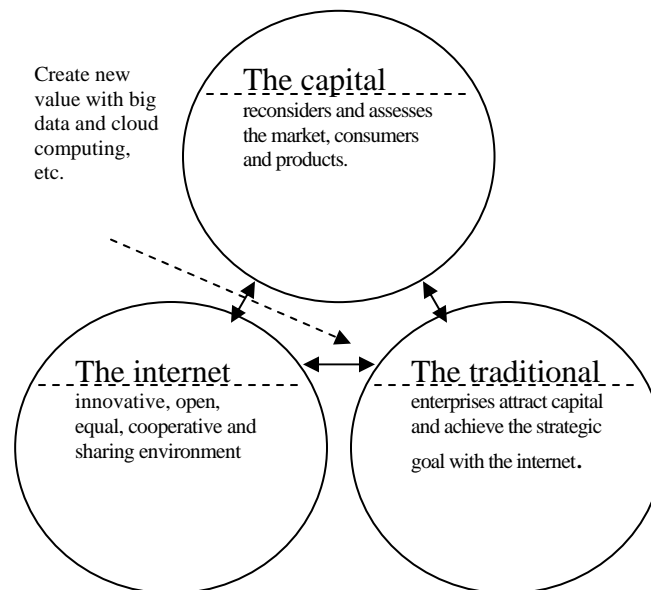 Create new
value with big
data and cloud
computing,
etc.
The capital
reconsiders and assesses
the market, consumers
and products.
The internet
innovative, open,
equal, cooperative and
sharing environment
The traditional
enterprises attract capital
and achieve the strategic
goal with the internet.